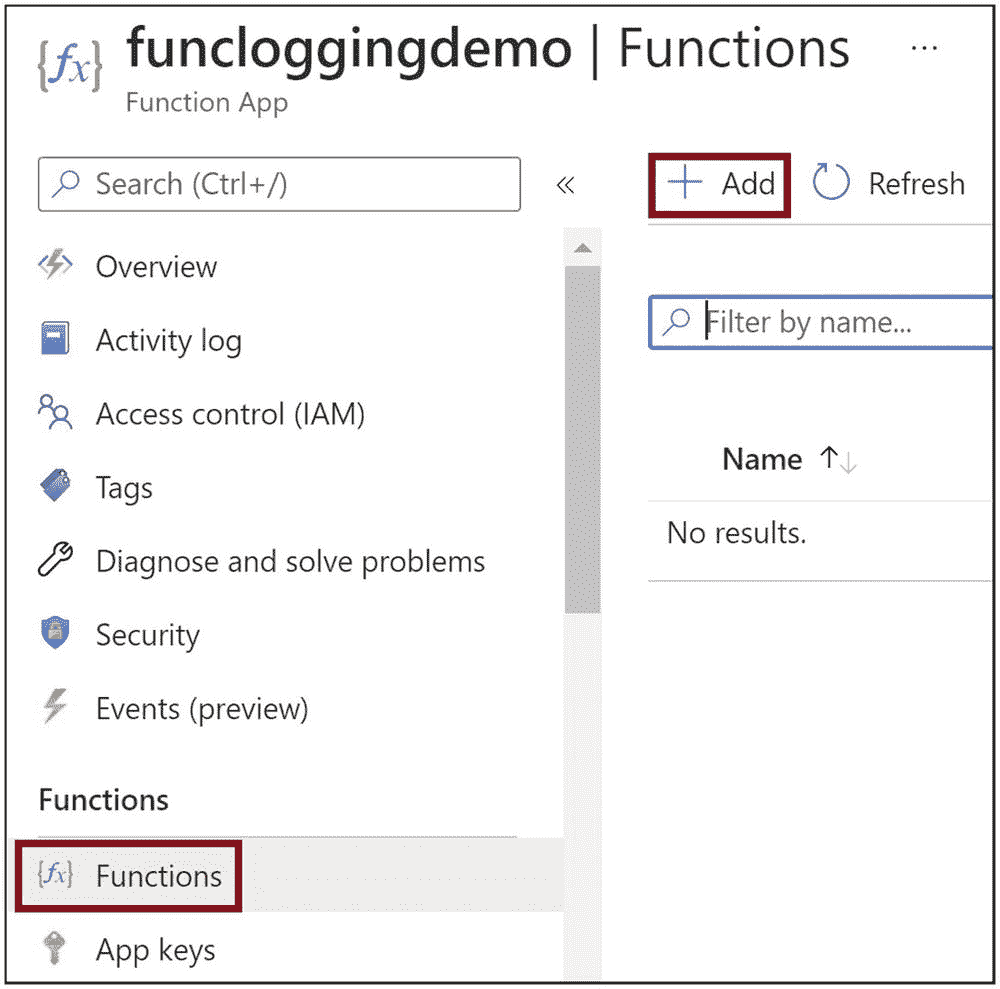 {fx}
funcloggingdemo | Functions ...
Function App
Search (Ctrl+/)
«
Add
Refresh
Overview
Activity log
Access control (IAM)
Tags
Diagnose and solve problems
Security
Events (preview)
Functions
{fx} Functions
App keys
Filter by name...
Name ↑↓
No results.